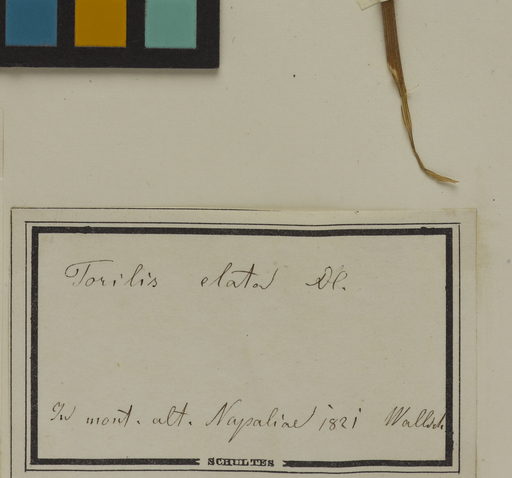 Torilis elata Dl.
In mont. alt. Napaliae 1821 Wallich
SCHULTES